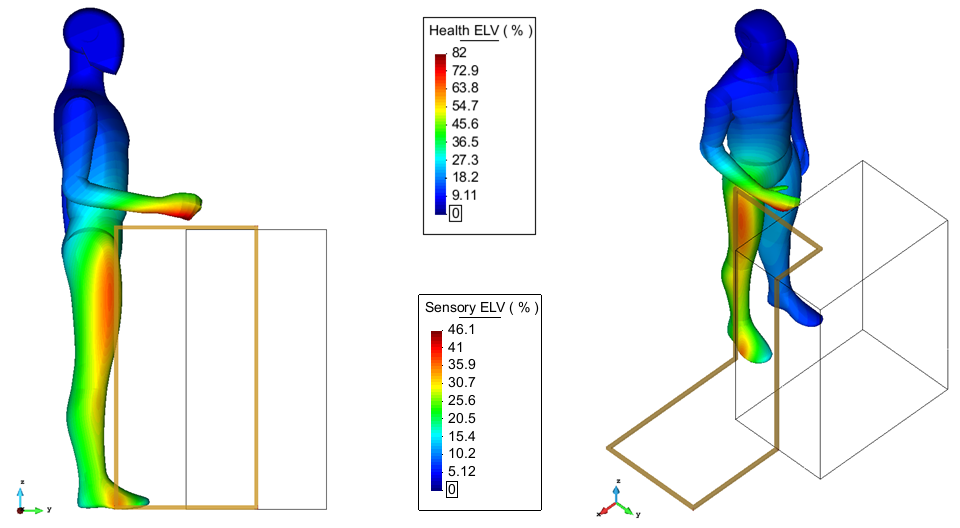 Health ELV ( % )
82
72.9
63.8
54.7
45.6
36.5
27.3
18.2
9.11
0
Sensory ELV ( % )
46.1
41
35.9
30.7
25.6
20.5
15.4
10.2
5.12
0
z
y
z
x
y